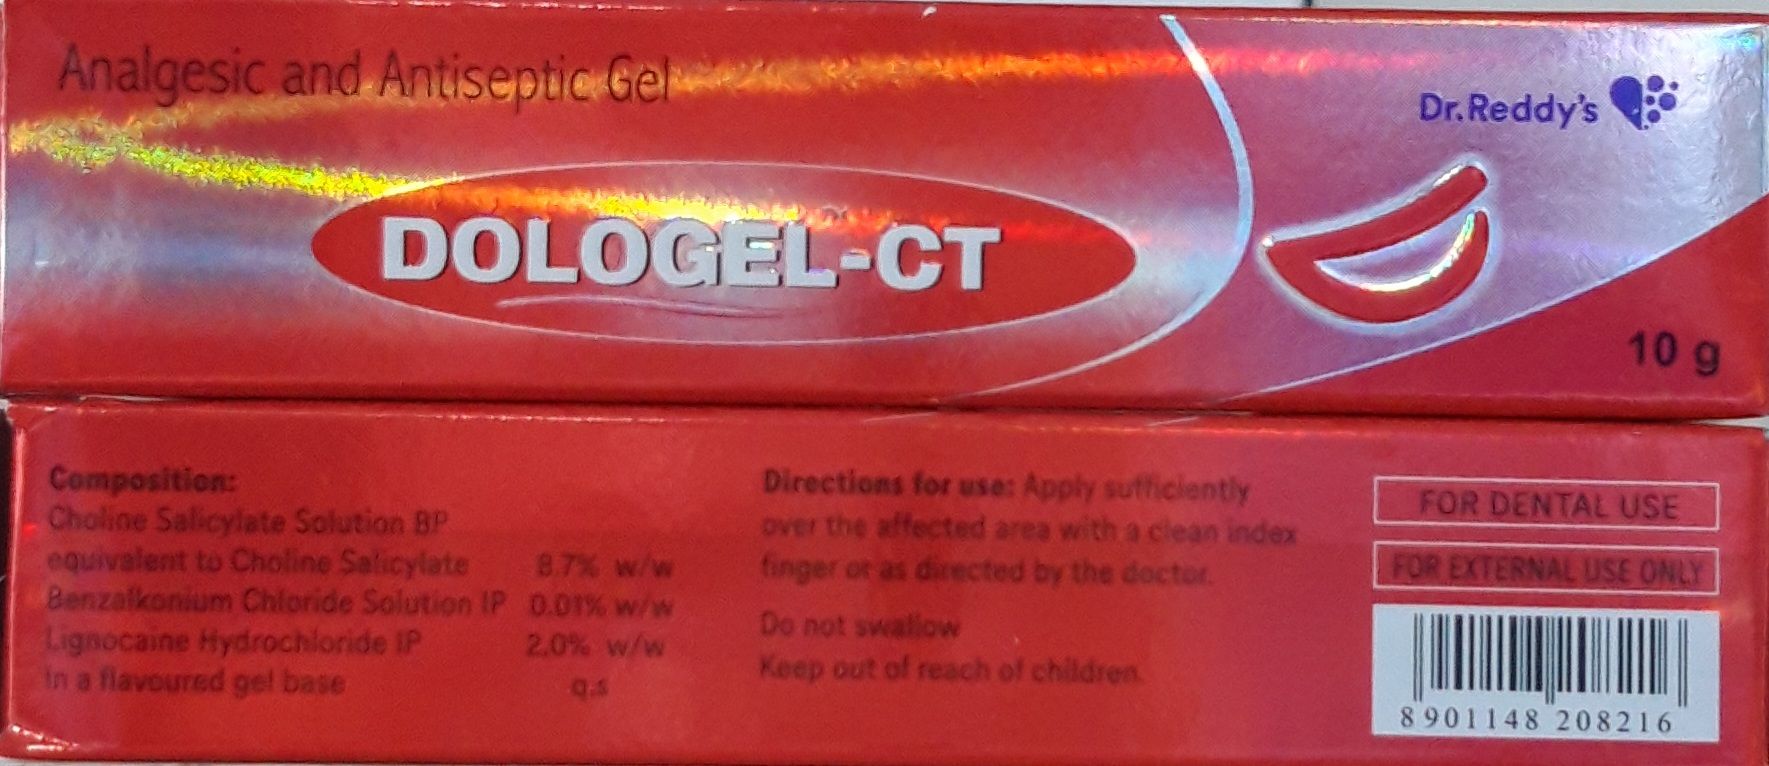 Analgesic and Antiseptic Gel
Dr.Reddy's
DOLOGEL-CT
10 g
Composition:
Choline Salicylate Solution BP
equivalent to Choline Salicylate 8.7% w/w
Benzalkonium Chloride Solution IP 0.01% w/w
Lignocaine Hydrochloride IP 2.0% w/w
In a flavoured gel base q.s
Directions for use: Apply sufficiently
over the affected area with a clean index
finger or as directed by the doctor.
Do not swallow
Keep out of reach of children.
FOR DENTAL USE
FOR EXTERNAL USE ONLY
8 901148 208216